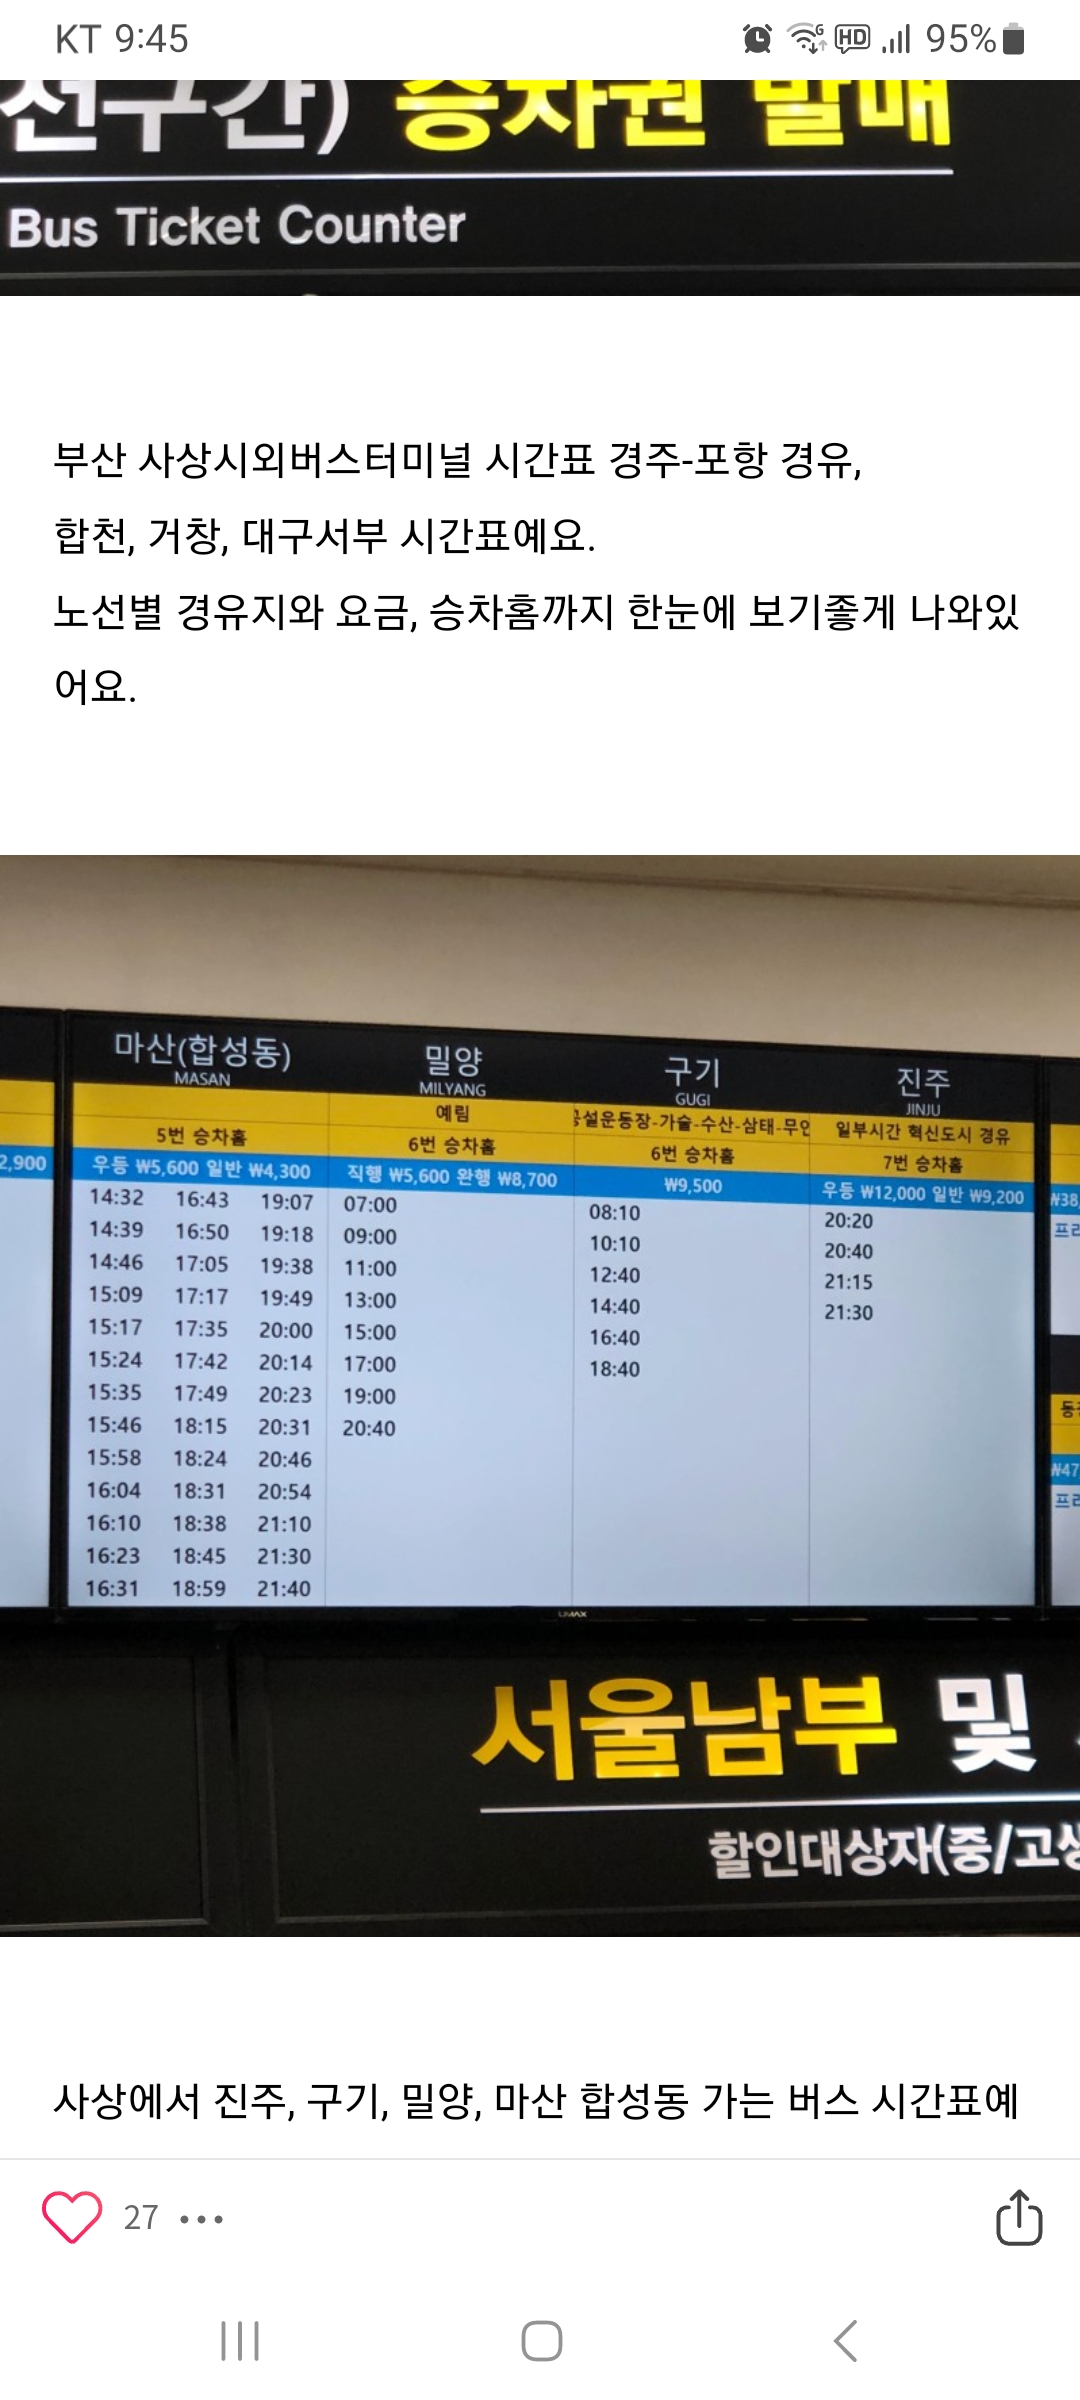 KT 9:45
HD 95%
전구간) 승차권 발매
Bus Ticket Counter
부산 사상시외버스터미널 시간표 경주-포항 경유,
합천, 거창, 대구서부 시간표예요.
노선별 경유지와 요금, 승차홈까지 한눈에 보기좋게 나와있
어요.
마산(합성동) 밀양 구기 진주
MASAN MILYANG GUGI JINJU
예림 공설운동장-가술-수산-삼태-무안 일부시간 혁신도시 경유
5번 승차홈 6번 승차홈 6번 승차홈 7번 승차홈
2,900 우등 ₩5,600 일반 ₩4,300 직행 ₩5,600 완행 ₩8,700 ₩9,500 우등 ₩12,000 일반 ₩9,200 ₩38,
14:32 16:43 19:07 07:00 08:10 20:20 프리
14:39 16:50 19:18 09:00 10:10 20:40
14:46 17:05 19:38 11:00 12:40 21:15
15:09 17:17 19:49 13:00 14:40 21:30
15:17 17:35 20:00 15:00 16:40
15:24 17:42 20:14 17:00 18:40
15:35 17:49 20:23 19:00
15:46 18:15 20:31 20:40
15:58 18:24 20:46
16:04 18:31 20:54 ₩47
16:10 18:38 21:10 프리
16:23 18:45 21:30
16:31 18:59 21:40
UMAX
서울남부 및
할인대상자(중/고생
사상에서 진주, 구기, 밀양, 마산 합성동 가는 버스 시간표예
27